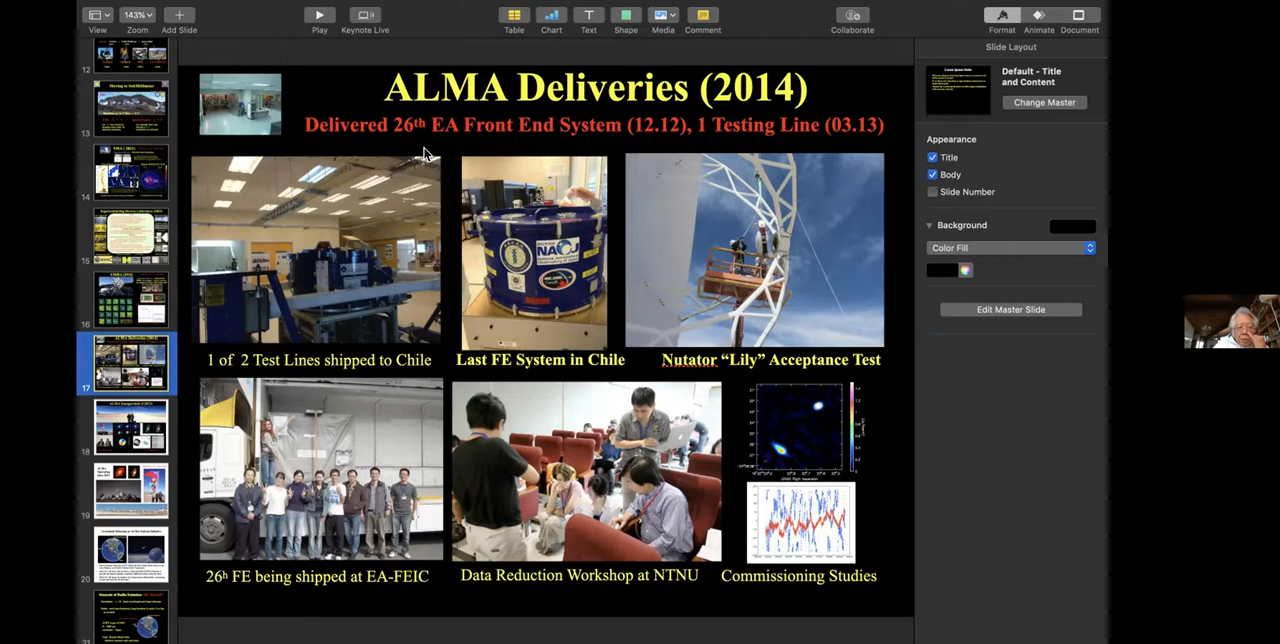 143%
View
Zoom
Add Slide
Play
Keynote Live
Table
Chart
Text
Shape
Media
Comment
Collaborate
Format
Animate
Document
12
13
14
15
16
17
18
19
20
21
ALMA Deliveries (2014)
Delivered 26th EA Front End System (12.12), 1 Testing Line (03.13)
NAOJ
1 of 2 Test Lines shipped to Chile
Last FE System in Chile
Nutator “Lily” Acceptance Test
26h FE being shipped at EA-FEIC
Data Reduction Workshop at NTNU
Commissioning Studies
Slide Layout
Default - Title
and Content
Change Master
Appearance
Title
Body
Slide Number
Background
Color Fill
Edit Master Slide